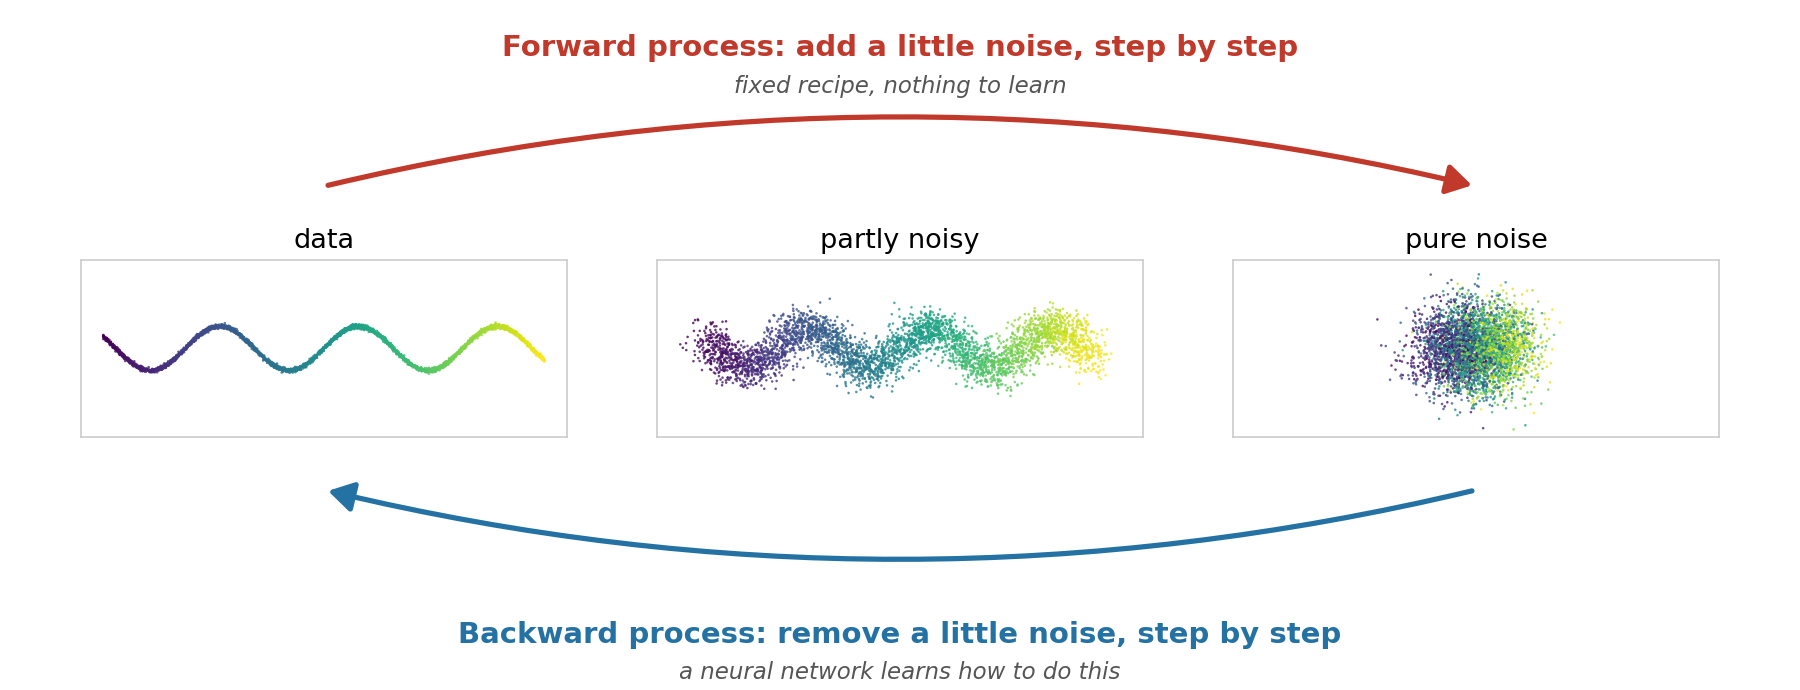 Forward process: add a little noise, step by step
fixed recipe, nothing to learn
data
partly noisy
pure noise
Backward process: remove a little noise, step by step
a neural network learns how to do this